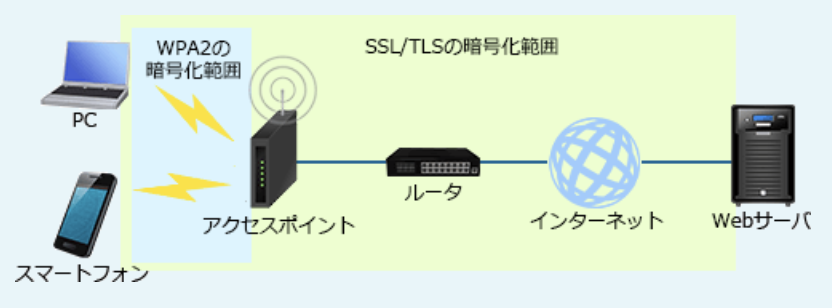 WPA2の
暗号化範囲
SSL/TLSの暗号化範囲
PC
スマートフォン
アクセスポイント
ルータ
インターネット
Webサーバ